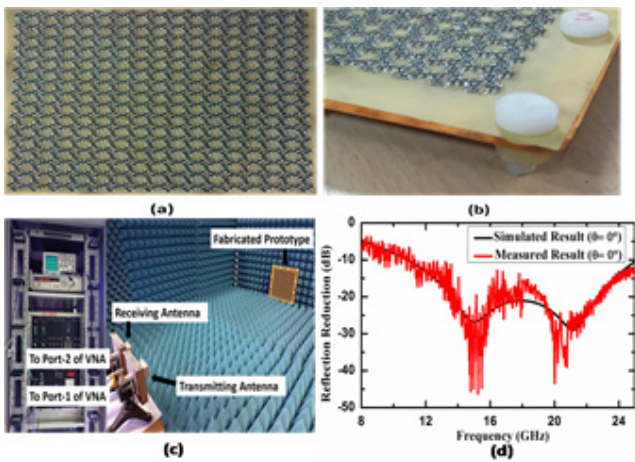 (a)
(b)
Fabricated Prototype
Receiving Antenna
To Port-2 of VNA
Transmitting Antenna
To Port-1 of VNA
(c)
Reflection Reduction (dB)
0
-10
-20
-30
-40
-50
Simulated Result (θ= 0°)
Measured Result (θ= 0°)
8
12
16
20
24
Frequency (GHz)
(d)